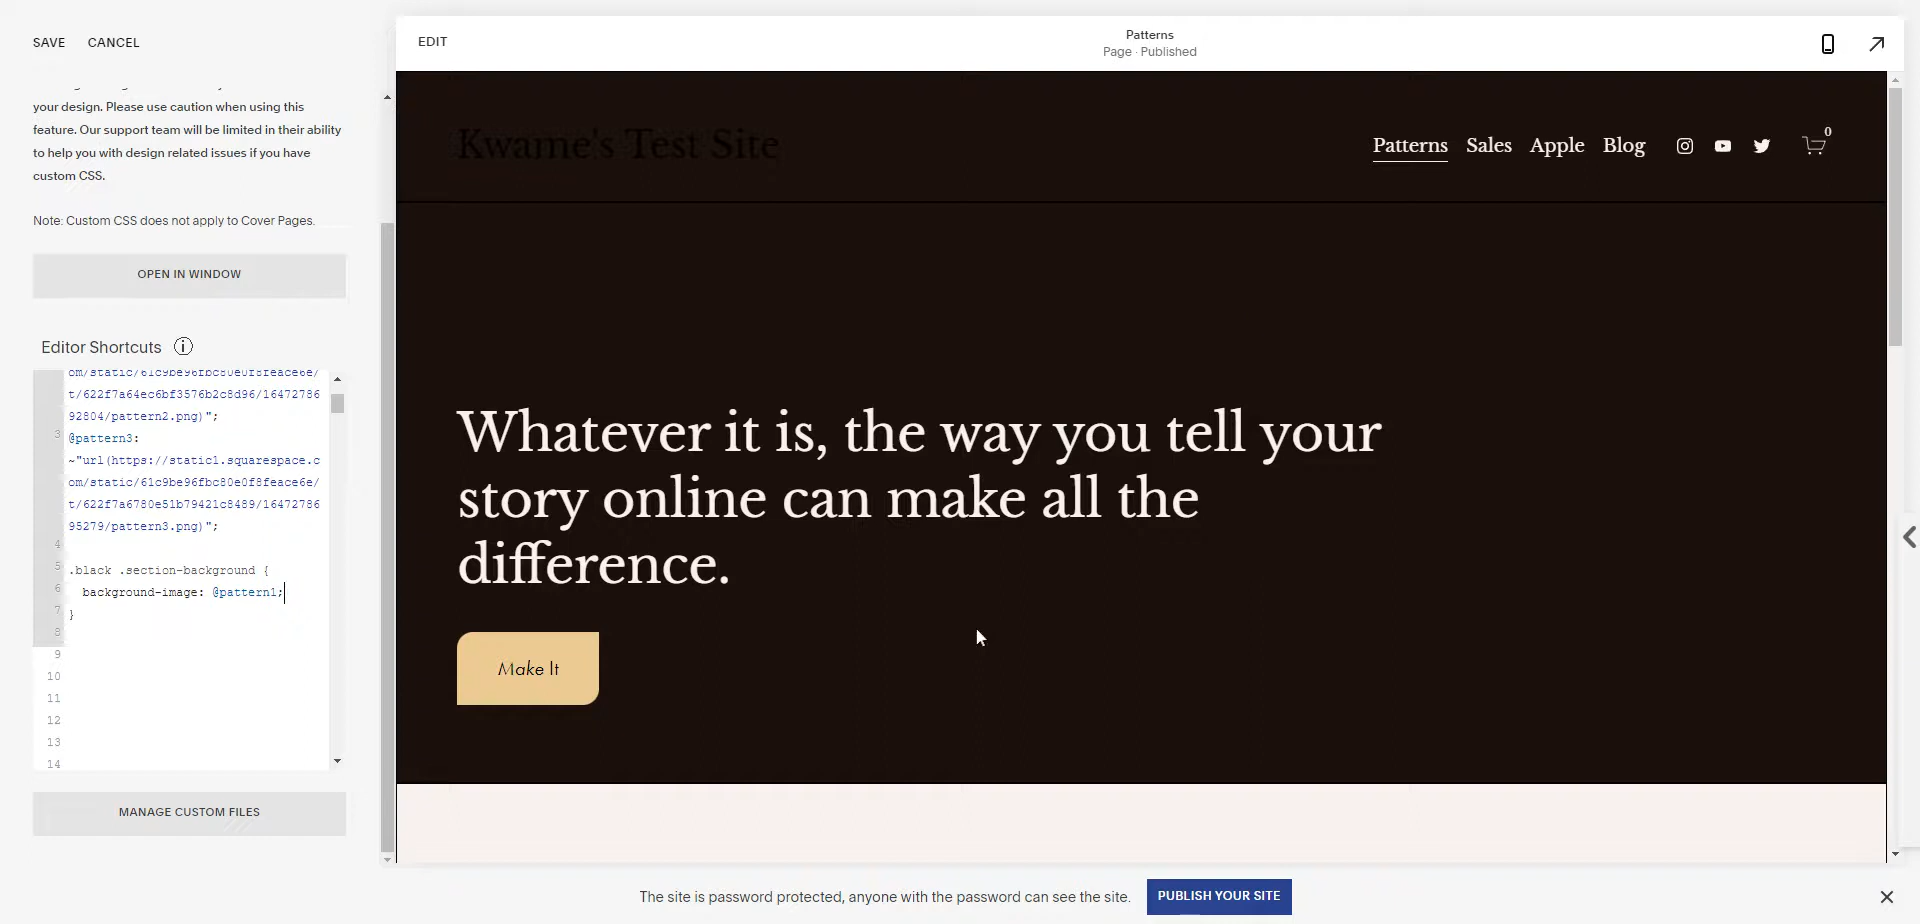 SAVE CANCEL
your design. Please use caution when using this
feature. Our support team will be limited in their ability
to help you with design related issues if you have
custom CSS.
Note: Custom CSS does not apply to Cover Pages.
OPEN IN WINDOW
Editor Shortcuts
om/static/61c9be96fbc80e0f8feace6e/
t/622f7a64ec6bf3576b2c8d96/16472786
92804/pattern2.png)";
3 @pattern3:
~"url(https://static1.squarespace.c
om/static/61c9be96fbc80e0f8feace6e/
t/622f7a6780e51b79421c8489/16472786
95279/pattern3.png)";
4
5 .black .section-background {
6 background-image: @pattern1;
7 }
8
9
10
11
12
13
14
MANAGE CUSTOM FILES
EDIT
Patterns
Page · Published
Kwame's Test Site
Patterns Sales Apple Blog 0
Whatever it is, the way you tell your
story online can make all the
difference.
Make It
The site is password protected, anyone with the password can see the site. PUBLISH YOUR SITE